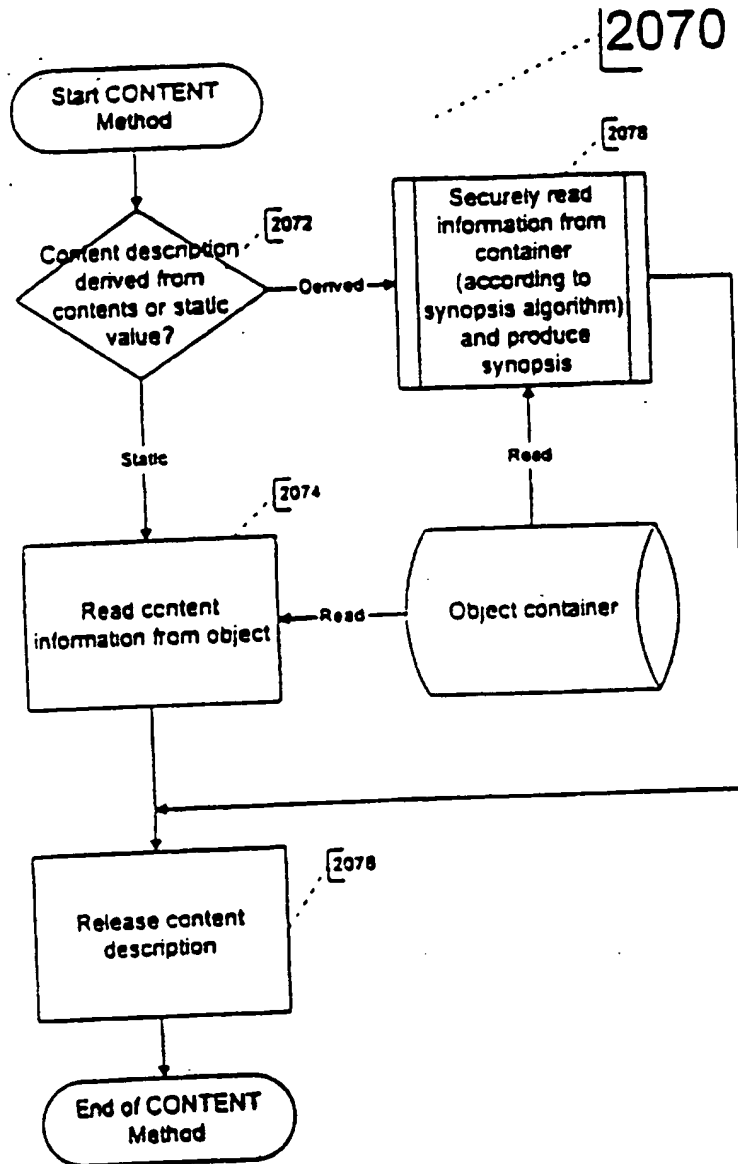 2070
Start CONTENT
Method
2078
Securely read
information from
container
(according to
synopsis algorithm)
and produce
synopsis
2072
Content description
derived from
contents or static
value?
Derived
Static
Read
2074
Read content
information from object
Read
Object container
2076
Release content
description
End of CONTENT
Method